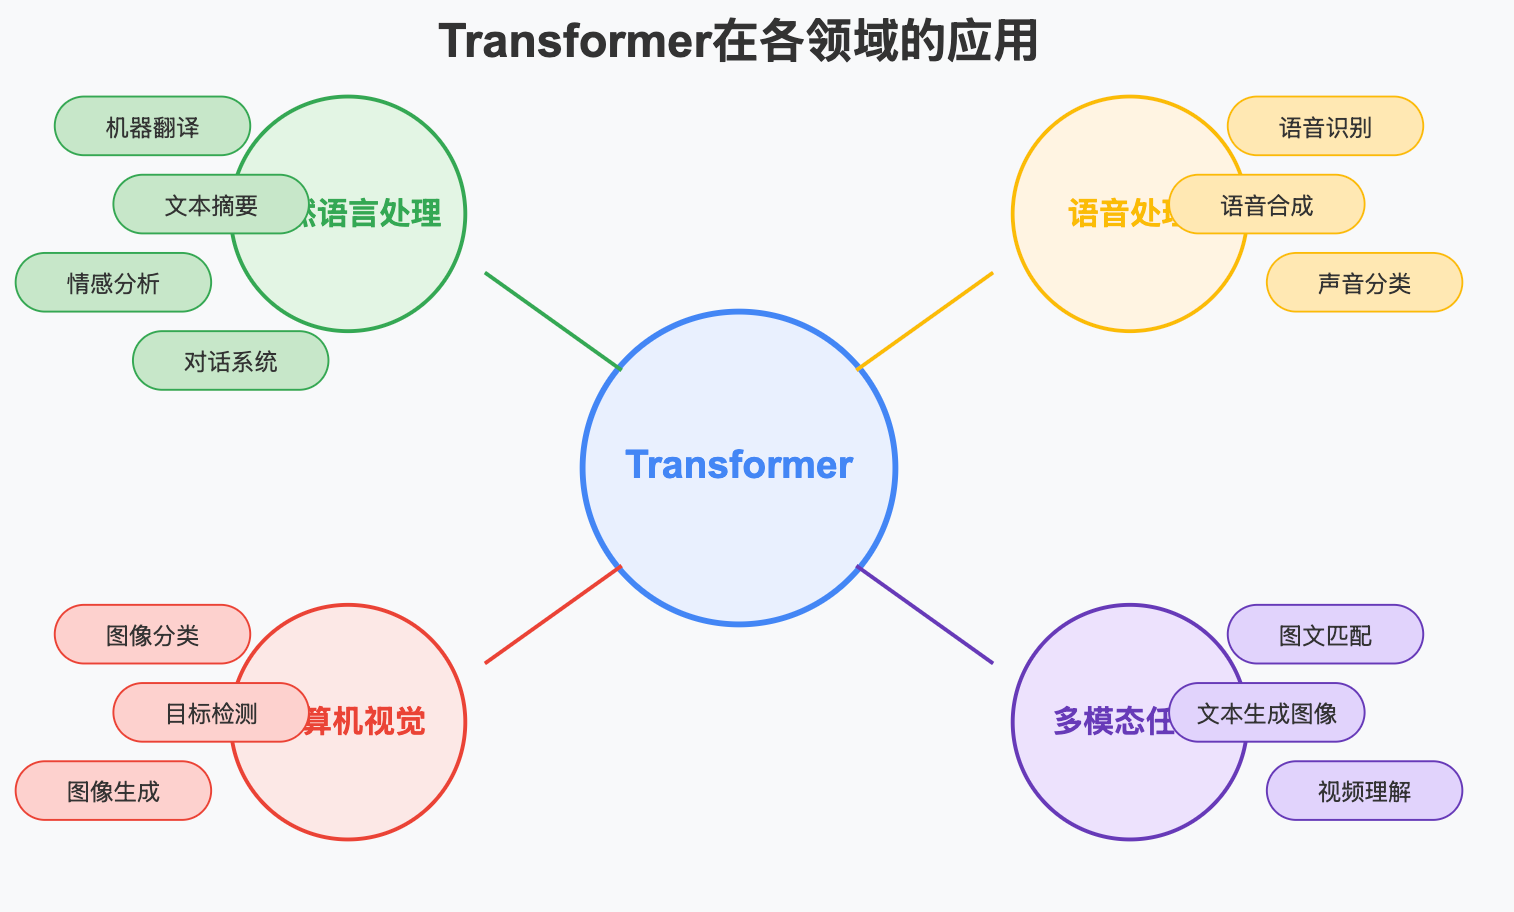 Transformer在各领域的应用
机器翻译
文本摘要
然语言处理
情感分析
对话系统
语音识别
语音处理
语音合成
声音分类
Transformer
图像分类
目标检测
算机视觉
图像生成
图文匹配
多模态任
文本生成图像
视频理解